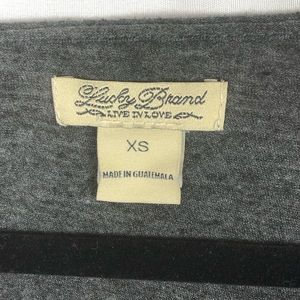 Lucky Brand
LIVE IN LOVE
XS
MADE IN GUATEMALA